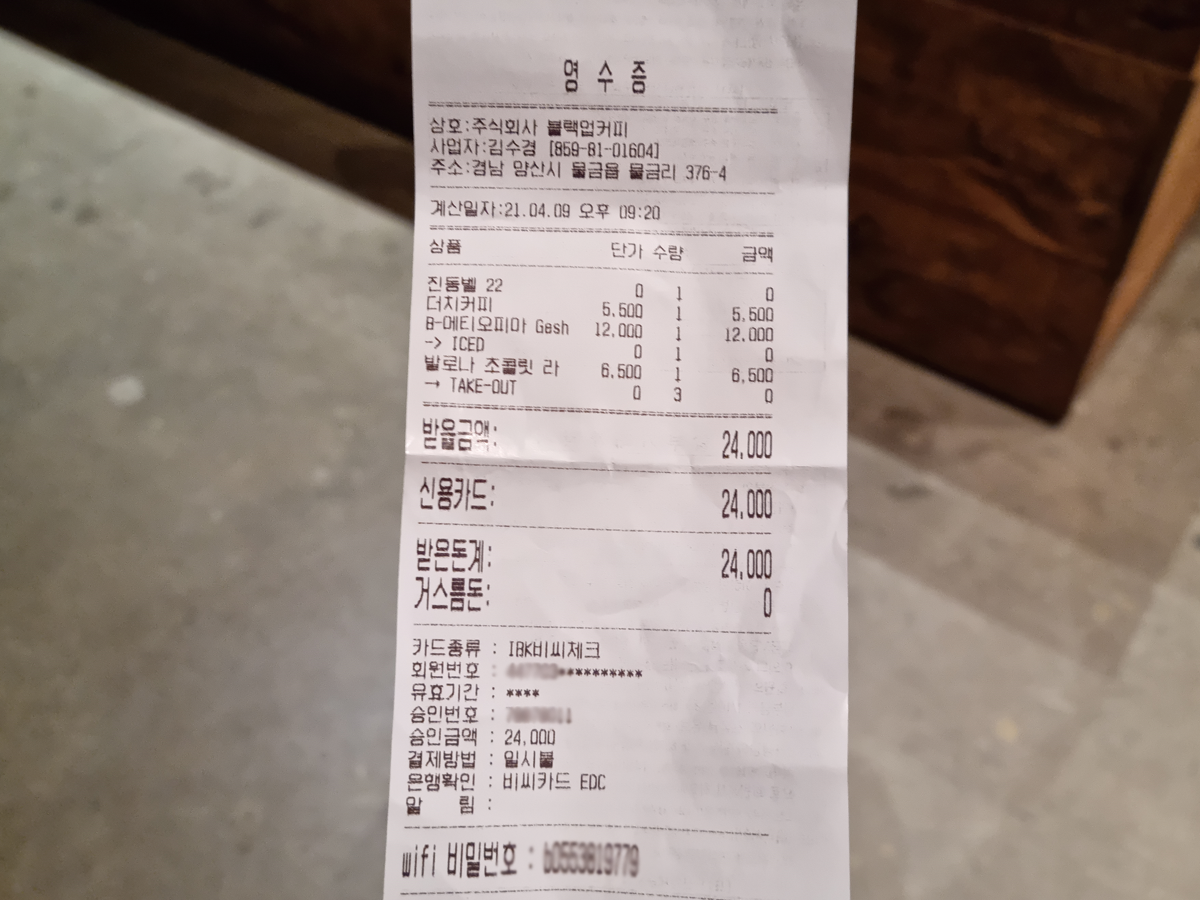 영 수 증
상호:주식회사 블랙업커피
사업자:김수경 [859-81-01604]
주소:경남 양산시 물금읍 물금리 376-4
계산일자:21.04.09 오후 09:20
상품 단가 수량 금액
진동벨 22 0 1 0
더치커피 5,500 1 5,500
B-에티오피아 Gesh 12,000 1 12,000
-> ICED 0 1 0
발로나 초콜릿 라 6,500 1 6,500
→ TAKE-OUT 0 3 0
받을금액: 24,000
신용카드: 24,000
받은돈계: 24,000
거스름돈: 0
카드종류 : IBK비씨체크
회원번호 : **********
유효기간 : ****
승인번호 :
승인금액 : 24,000
결제방법 : 일시불
은행확인 : 비씨카드 EDC
알 림 :
wifi 비밀번호 :